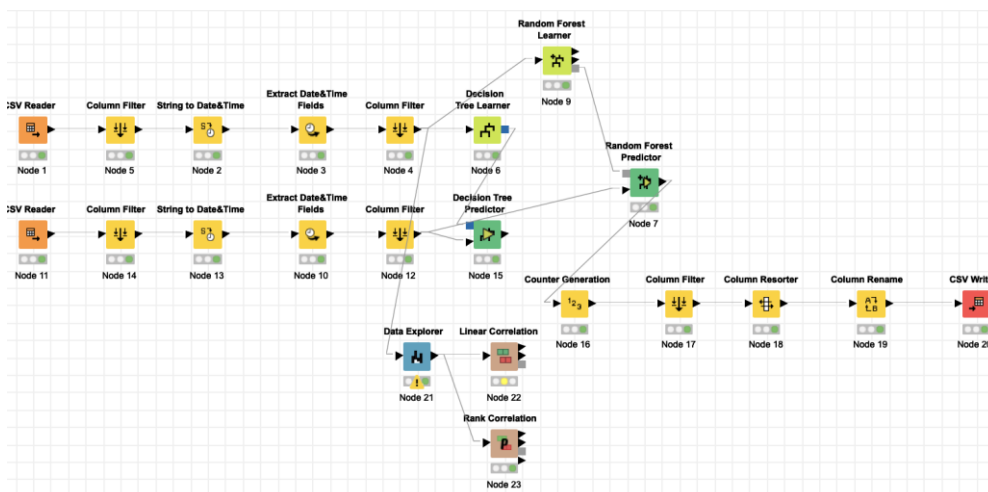 Random Forest
Learner
Node 9
CSV Reader
Column Filter
String to Date&Time
Extract Date&Time
Fields
Column Filter
Decision
Tree Learner
Node 1
Node 5
Node 2
Node 3
Node 4
Node 6
Random Forest
Predictor
Node 7
CSV Reader
Column Filter
String to Date&Time
Extract Date&Time
Fields
Column Filter
Decision Tree
Predictor
Node 11
Node 14
Node 13
Node 10
Node 12
Node 15
Counter Generation
Column Filter
Column Resorter
Column Rename
CSV Writ
Node 16
Node 17
Node 18
Node 19
Node 20
Data Explorer
Linear Correlation
Node 21
Node 22
Rank Correlation
Node 23